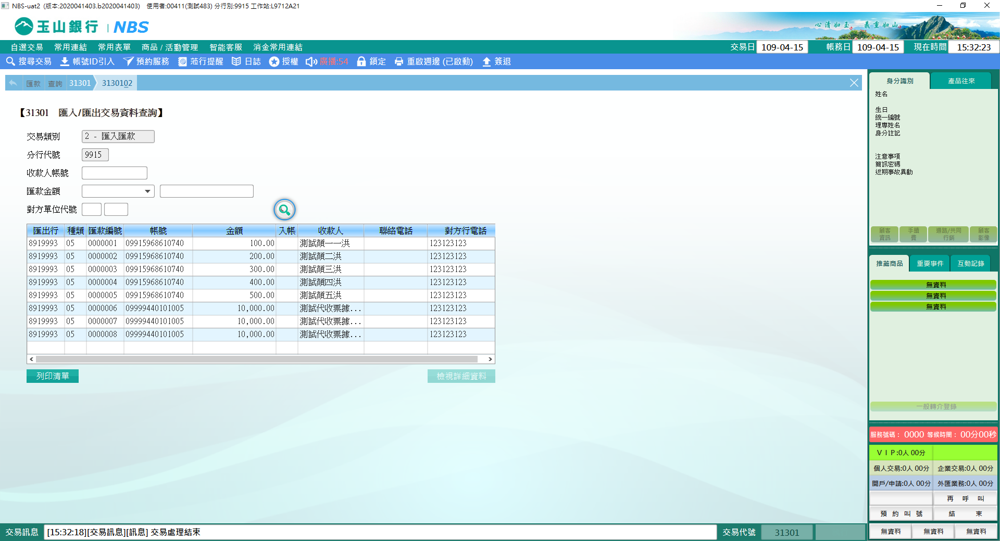 NBS-uat2 (版本:2020041403.b2020041403) 使用者:00411(測試483) 分行別:9915 工作站:L9712A21
玉山銀行 | NBS
心清如玉 義重如山
自選交易 常用連結 常用表單 商品 / 活動管理 智能客服 消金常用連結 交易日 109-04-15 帳務日 109-04-15 現在時間 15:32:23
搜尋交易 帳號ID引入 預約服務 蒞行提醒 日誌 授權 廣播:54 鎖定 重啟週邊 (已啟動) 簽退
匯款 查詢 31301 3130102
【31301 匯入/匯出交易資料查詢】
交易類別 2 - 匯入匯款
分行代號 9915
收款人帳號
匯款金額
對方單位代號
匯出行 種類 匯款編號 帳號 金額 入帳 收款人 聯絡電話 對方行電話
8919993 05 0000001 09915968610740 100.00 測試顏一一洪 123123123
8919993 05 0000002 09915968610740 200.00 測試顏二洪 123123123
8919993 05 0000003 09915968610740 300.00 測試顏三洪 123123123
8919993 05 0000004 09915968610740 400.00 測試顏四洪 123123123
8919993 05 0000005 09915968610740 500.00 測試顏五洪 123123123
8919993 05 0000006 09999440101005 10,000.00 測試代收票據... 123123123
8919993 05 0000007 09999440101005 10,000.00 測試代收票據... 123123123
8919993 05 0000008 09999440101005 10,000.00 測試代收票據... 123123123
列印清單 檢視詳細資料
身分識別 產品往來
姓名
生日
統一編號
理專姓名
身分註記
注意事項
簡訊密碼
近期事故異動
顧客資訊 手續費 通路/共同行銷 顧客影像
推薦商品 重要事件 互動記錄
無資料
無資料
無資料
一般轉介登錄
服務號碼： 0000 等候時間： 00分00秒
ＶＩＰ:0人 00分
個人交易:0人 00分 企業交易:0人 00分
開戶/申請:0人 00分 外匯業務:0人 00分
再 呼 叫
預 約 叫 號 結 束
無資料 無資料 無資料
交易訊息 [15:32:18][交易訊息][訊息] 交易處理結束 交易代號 31301